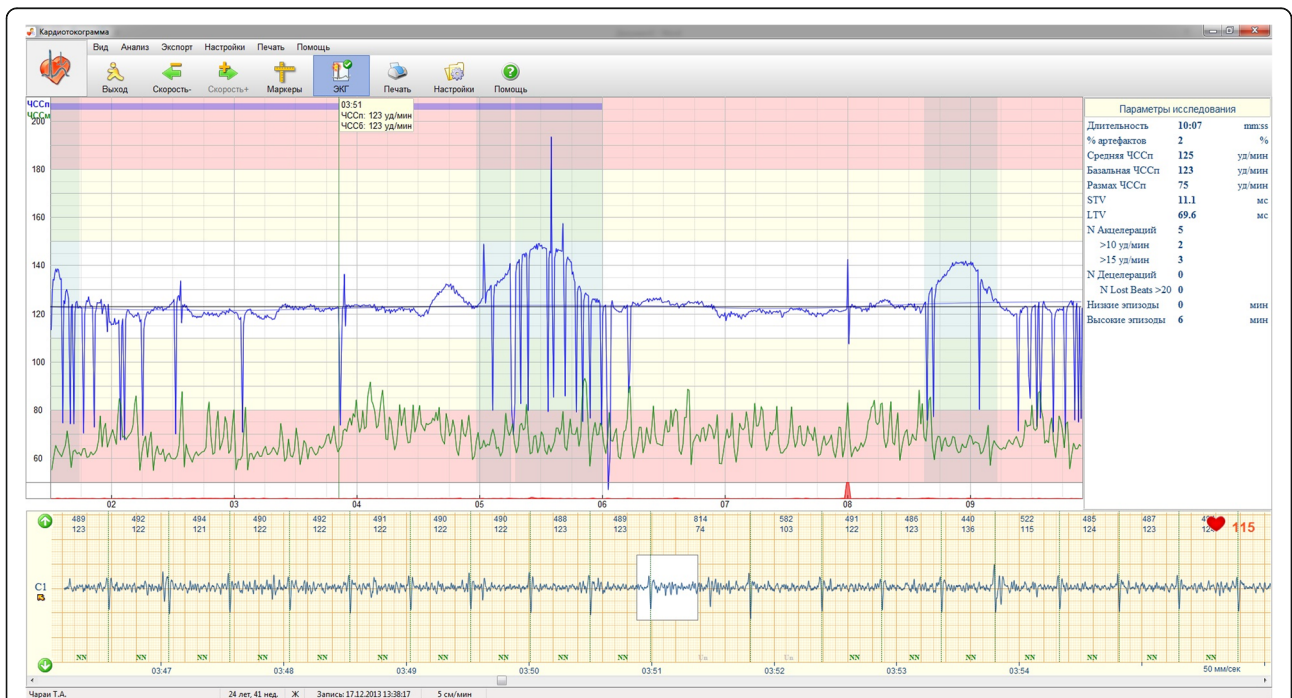 Кардиотокограмма
Вид Анализ Экспорт Настройки Печать Помощь
Выход Скорость- Скорость+ Маркеры ЭКГ Печать Настройки Помощь
ЧССп
ЧССм
03:51
ЧССп: 123 уд/мин
ЧССб: 123 уд/мин
200
180
160
140
120
100
80
60
02 03 04 05 06 07 08 09
Параметры исследования
Длительность 10:07 mm:ss
% артефактов 2 %
Средняя ЧССп 125 уд/мин
Базальная ЧССп 123 уд/мин
Размах ЧССп 75 уд/мин
STV 11.1 мс
LTV 69.6 мс
N Акцелераций 5
>10 уд/мин 2
>15 уд/мин 3
N Децелераций 0
N Lost Beats >20 0
Низкие эпизоды 0 мин
Высокие эпизоды 6 мин
489 492 494 490 492 491 490 490 488 489 814 582 491 486 440 522 485 487
123 122 121 122 122 122 122 122 123 123 74 103 122 123 136 115 124 123
115
C1
NN NN NN NN NN NN NN NN NN NN Un Un NN NN NN NN NN NN NN
03:47 03:48 03:49 03:50 03:51 03:52 03:53 03:54 50 мм/сек
Чараи Т.А. 24 лет, 41 нед. Ж Запись: 17.12.2013 13:38:17 5 см/мин